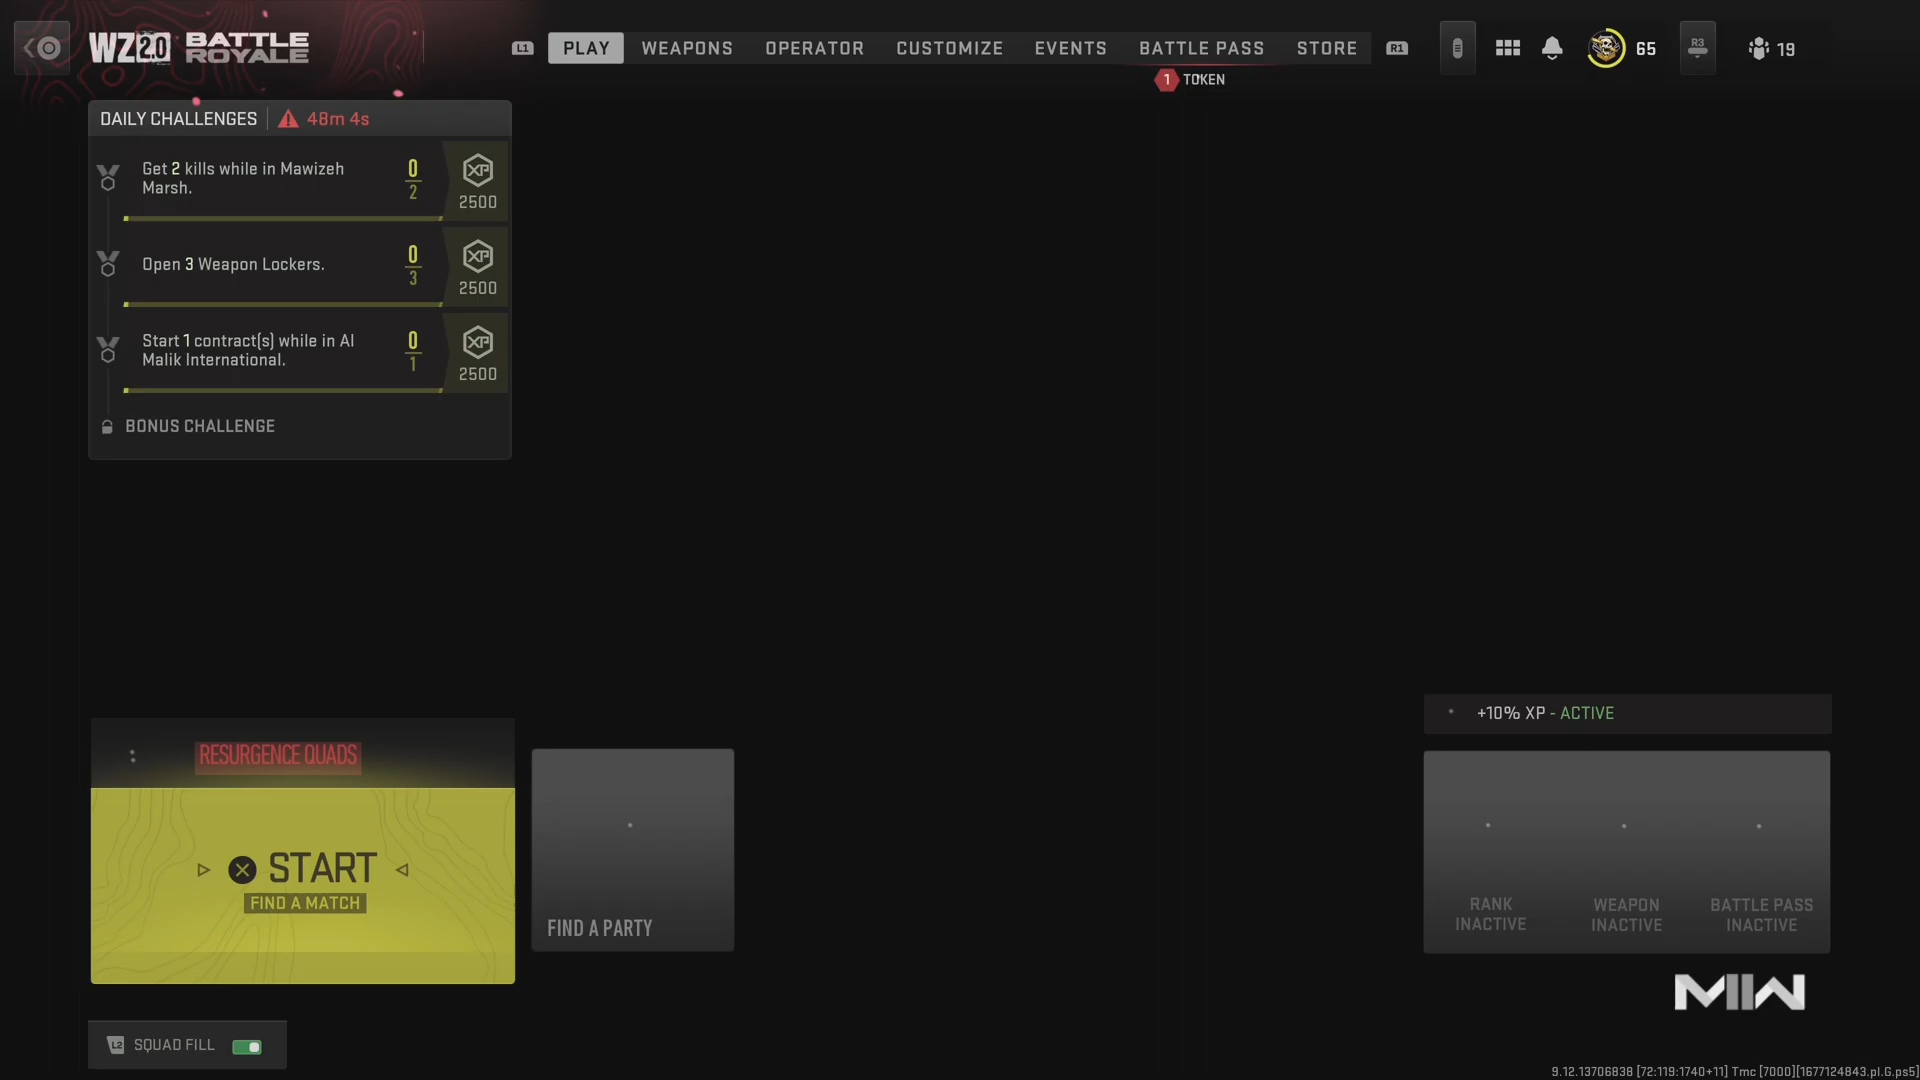 WZ2.0 BATTLE ROYALE
L1 PLAY WEAPONS OPERATOR CUSTOMIZE EVENTS BATTLE PASS STORE R1
65
R3
19
1 TOKEN
DAILY CHALLENGES 48m 4s
Get 2 kills while in Mawizeh
Marsh.
0
2
XP
2500
Open 3 Weapon Lockers.
0
3
XP
2500
Start 1 contract(s) while in Al
Malik International.
0
1
XP
2500
BONUS CHALLENGE
+10% XP - ACTIVE
RESURGENCE QUADS
START
FIND A MATCH
FIND A PARTY
RANK
INACTIVE
WEAPON
INACTIVE
BATTLE PASS
INACTIVE
MIIW
L2 SQUAD FILL
9.12.13706838 [72:119:1740+11] Tmc [7000][1677124843.pl.G.ps5]